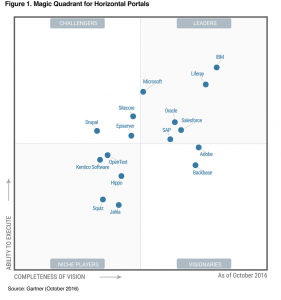 Figure 1. Magic Quadrant for Horizontal Portals
CHALLENGERS
LEADERS
IBM
Liferay
Microsoft
Sitecore
Oracle
Drupal
Salesforce
Episerver
SAP
Adobe
OpenText
Kentico Software
Backbase
Hippo
Squiz
Jahia
NICHE PLAYERS
VISIONARIES
ABILITY TO EXECUTE
COMPLETENESS OF VISION
As of October 2016
Source: Gartner (October 2016)